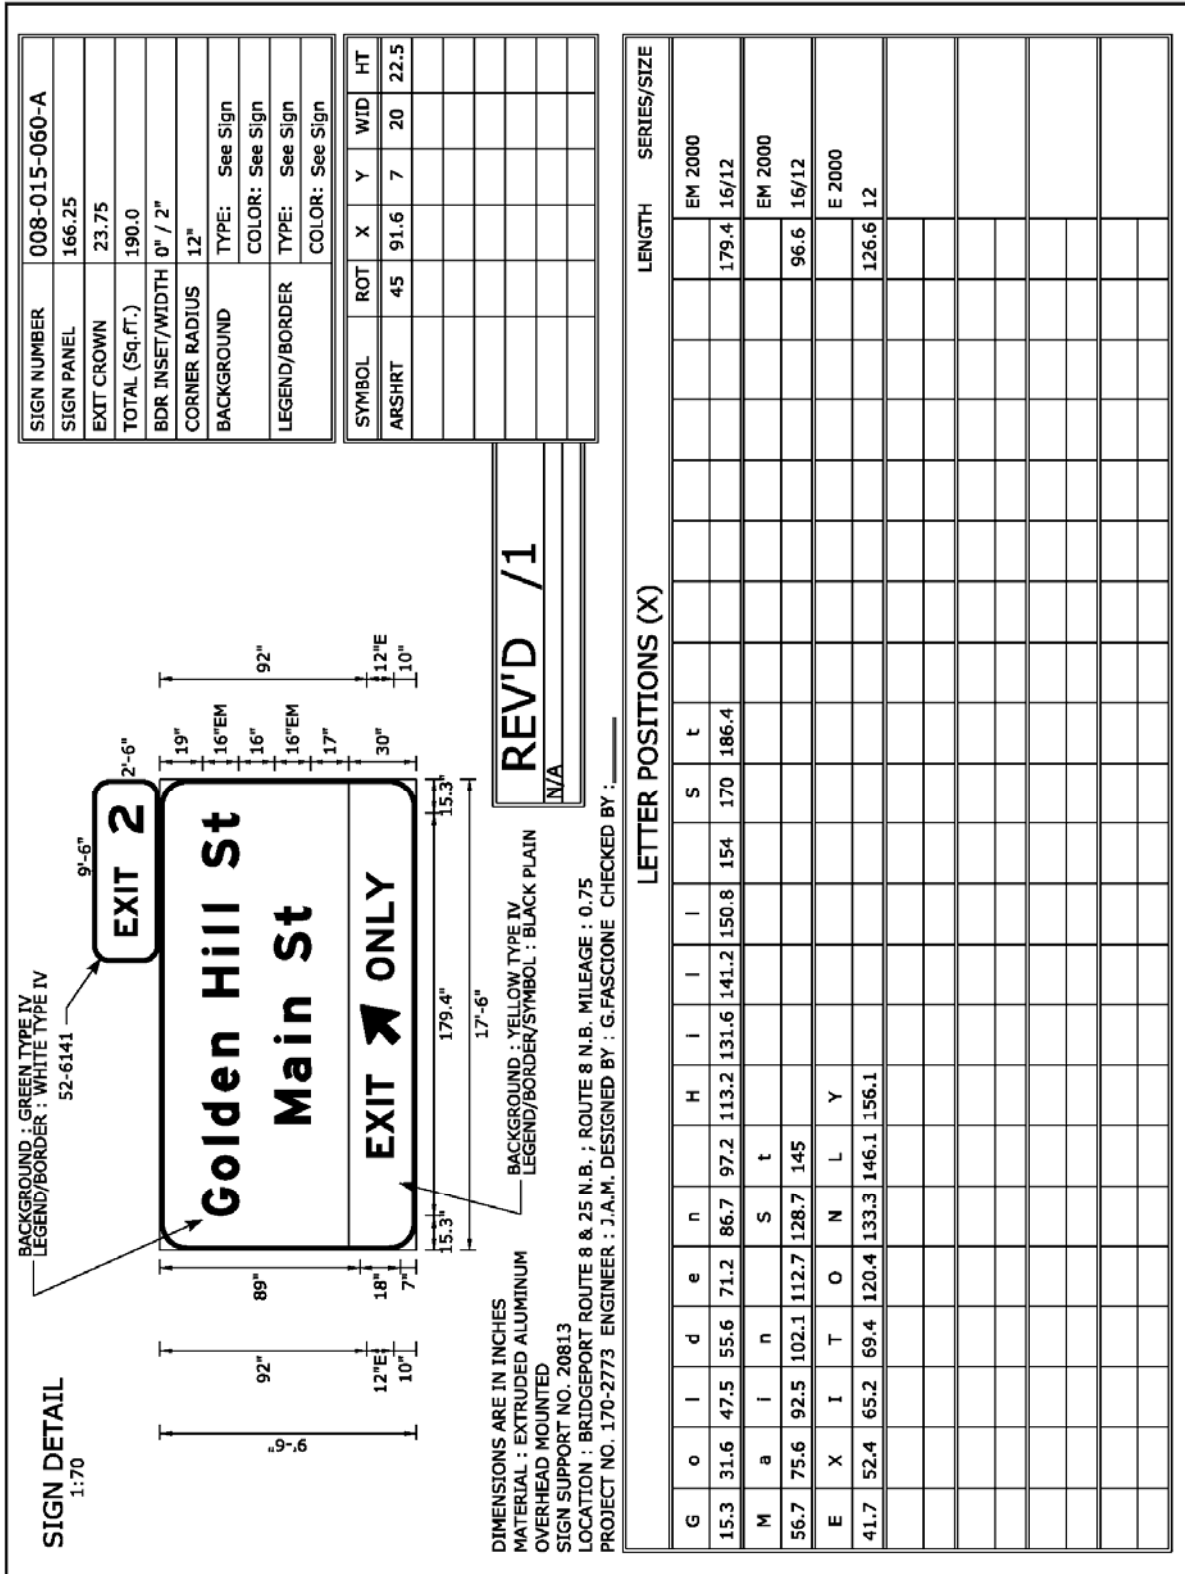 SIGN DETAIL
1:70
BACKGROUND : GREEN TYPE IV
LEGEND/BORDER : WHITE TYPE IV
52-6141
9'-6"
2'-6"
EXIT 2
Golden Hill St
Main St
EXIT ONLY
9'-6"
92"
12"E
10"
89"
18"
7"
19"
16"EM
16"
16"EM
17"
30"
92"
12"E
10"
15.3"
179.4"
15.3"
17'-6"
BACKGROUND : YELLOW TYPE IV
LEGEND/BORDER/SYMBOL : BLACK PLAIN
DIMENSIONS ARE IN INCHES
MATERIAL : EXTRUDED ALUMINUM
OVERHEAD MOUNTED
SIGN SUPPORT NO. 20813
LOCATION : BRIDGEPORT ROUTE 8 & 25 N.B. ; ROUTE 8 N.B. MILEAGE : 0.75
PROJECT NO. 170-2773 ENGINEER : J.A.M. DESIGNED BY : G.FASCIONE CHECKED BY :
REV'D /1
N/A
SIGN NUMBER 008-015-060-A
SIGN PANEL 166.25
EXIT CROWN 23.75
TOTAL (Sq.fT.) 190.0
BDR INSET/WIDTH 0" / 2"
CORNER RADIUS 12"
BACKGROUND TYPE: See Sign
COLOR: See Sign
LEGEND/BORDER TYPE: See Sign
COLOR: See Sign
SYMBOL ROT X Y WID HT
ARSHRT 45 91.6 7 20 22.5
LETTER POSITIONS (X) LENGTH SERIES/SIZE
G o l d e n H i l l S t EM 2000
15.3 31.6 47.5 55.6 71.2 86.7 97.2 113.2 131.6 141.2 150.8 154 170 186.4 179.4 16/12
M a i n S t EM 2000
56.7 75.6 92.5 102.1 112.7 128.7 145 96.6 16/12
E X I T O N L Y E 2000
41.7 52.4 65.2 69.4 120.4 133.3 146.1 156.1 126.6 12